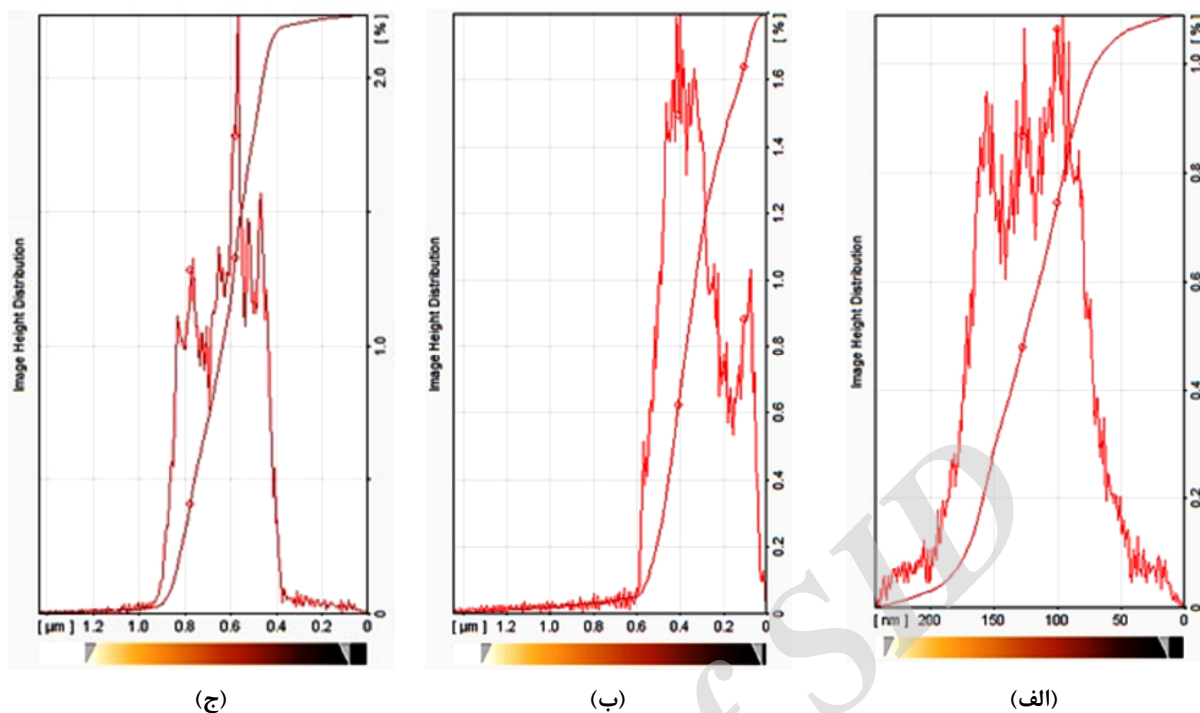 Image Height Distribution
[ % ]
2.0
1.0
0
[ µm ] 1.2 1.0 0.8 0.6 0.4 0.2 0
(ج)
Image Height Distribution
[ % ]
1.6
1.4
1.2
1.0
0.8
0.6
0.4
0.2
0
[ µm ] 1.2 1.0 0.8 0.6 0.4 0.2 0
(ب)
Image Height Distribution
[ % ]
1.0
0.8
0.6
0.4
0.2
0
[ nm ] 200 150 100 50 0
(الف)
of SID